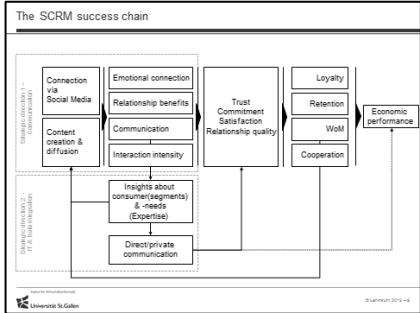 The SCRM success chain
Strategic direction 1 –
communication
Connection
via
Social Media
Content
creation &
diffusion
Emotional connection
Relationship benefits
Communication
Interaction intensity
Trust
Commitment
Satisfaction
Relationship quality
Loyalty
Retention
WoM
Cooperation
Economic
performance
Strategic direction 2 -
IT & data integration
Insights about
consumer(segments)
& -needs
(Expertise)
Direct/private
communication
Universität St.Gallen